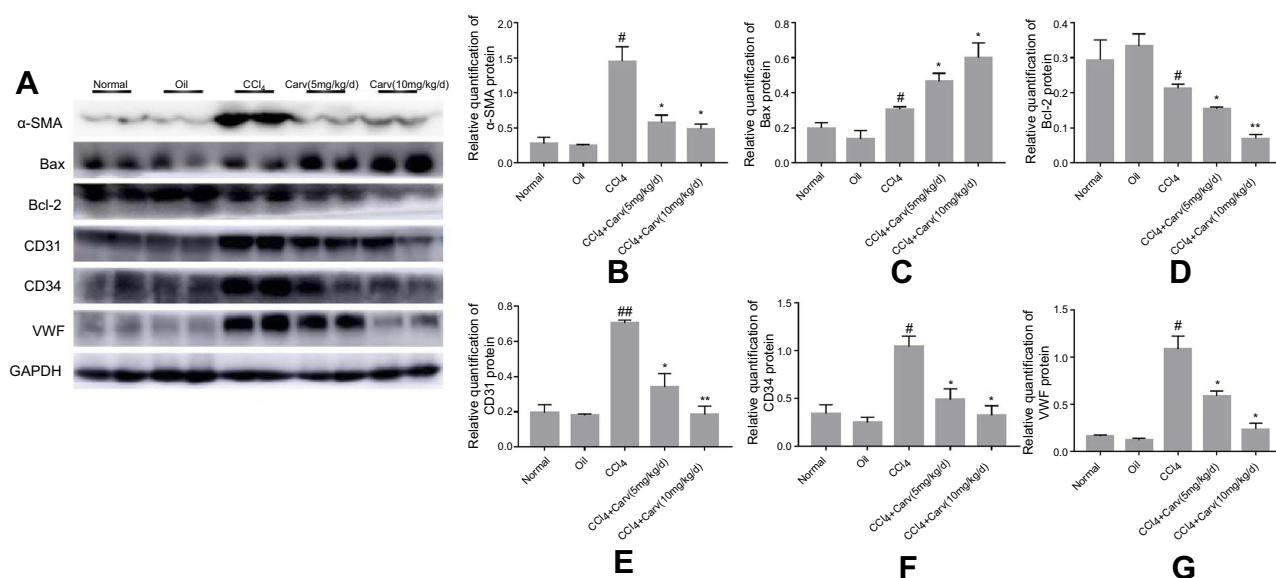 A
Normal Oil CCl4 Carv(5mg/kg/d) Carv(10mg/kg/d)
α-SMA
Bax
Bcl-2
CD31
CD34
VWF
GAPDH
Relative quantification of
α-SMA protein
2.0
1.5
1.0
0.5
0.0
#
*
*
Normal
Oil
CCl4
CCl4+Carv(5mg/kg/d)
CCl4+Carv(10mg/kg/d)
B
Relative quantification of
Bax protein
0.8
0.6
0.4
0.2
0.0
#
*
*
Normal
Oil
CCl4
CCl4+Carv(5mg/kg/d)
CCl4+Carv(10mg/kg/d)
C
Relative quantification of
Bcl-2 protein
0.4
0.3
0.2
0.1
0.0
#
*
**
Normal
Oil
CCl4
CCl4+Carv(5mg/kg/d)
CCl4+Carv(10mg/kg/d)
D
Relative quantification of
CD31 protein
0.8
0.6
0.4
0.2
0.0
##
*
**
Normal
Oil
CCl4
CCl4+Carv(5mg/kg/d)
CCl4+Carv(10mg/kg/d)
E
Relative quantification of
CD34 protein
1.5
1.0
0.5
0.0
#
*
*
Normal
Oil
CCl4
CCl4+Carv(5mg/kg/d)
CCl4+Carv(10mg/kg/d)
F
Relative quantification of
VWF protein
1.5
1.2
0.9
0.6
0.3
0.0
#
*
*
Normal
Oil
CCl4
CCl4+Carv(5mg/kg/d)
CCl4+Carv(10mg/kg/d)
G